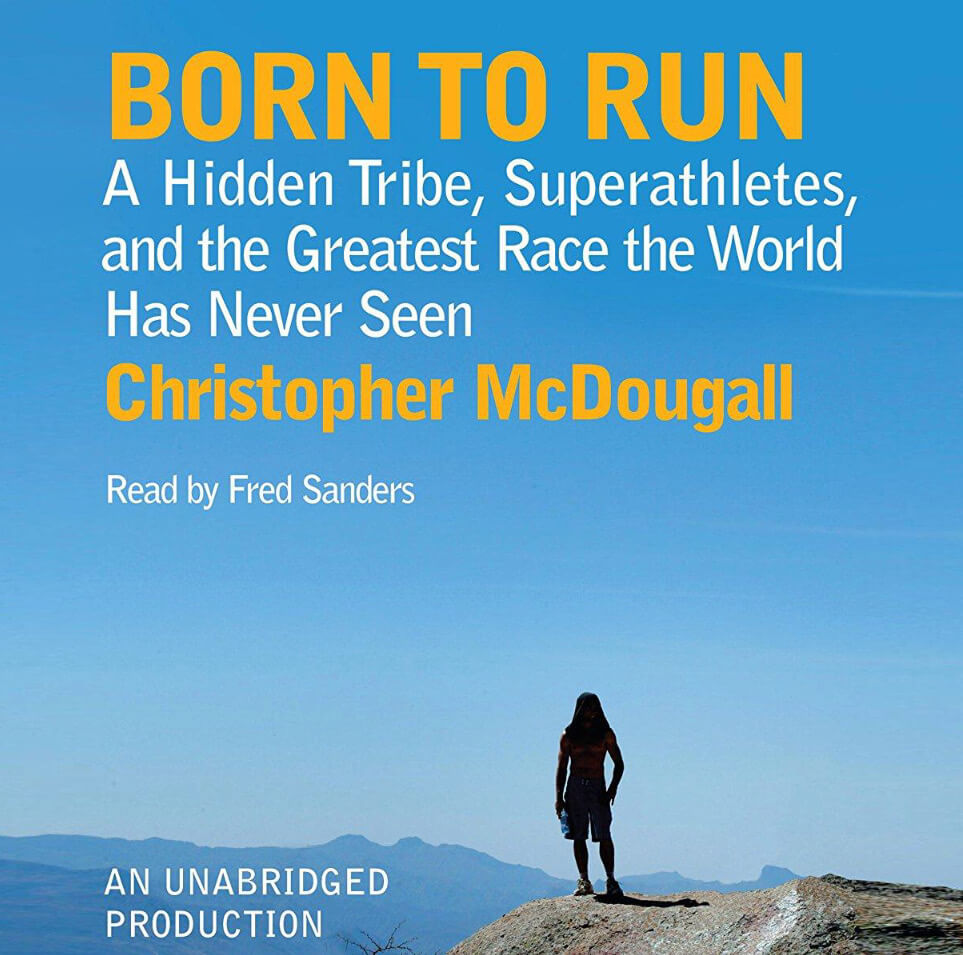 BORN TO RUN
A Hidden Tribe, Superathletes,
and the Greatest Race the World
Has Never Seen
Christopher McDougall
Read by Fred Sanders
AN UNABRIDGED
PRODUCTION